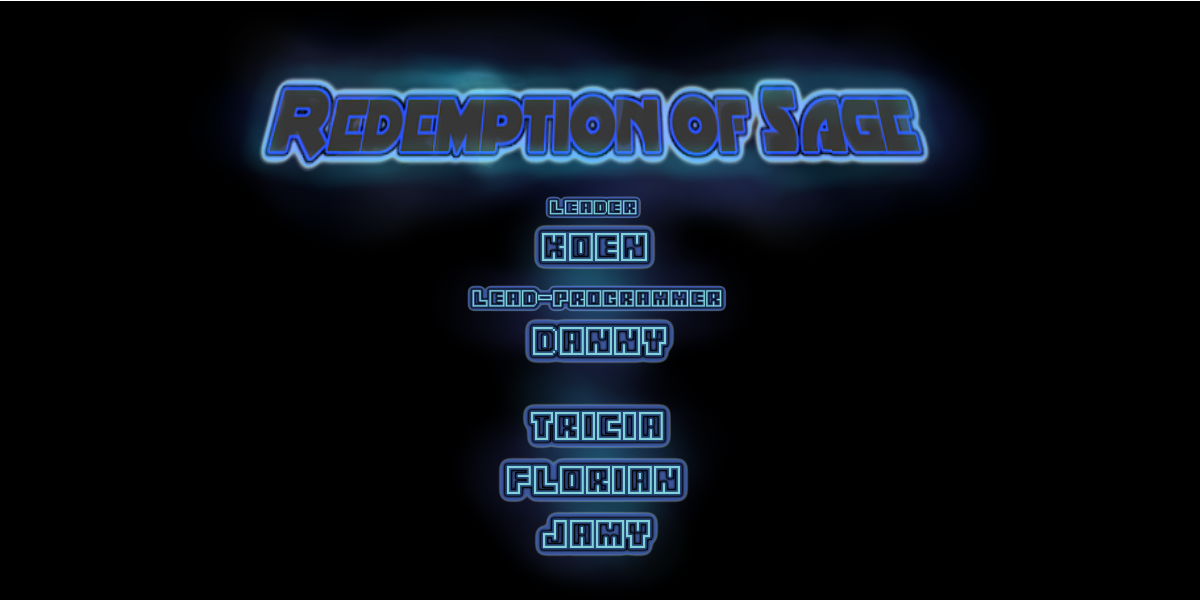 Redemption of Sage
Leader
Koen
Lead-Programmer
Danny
Tricia
Florian
Jamy